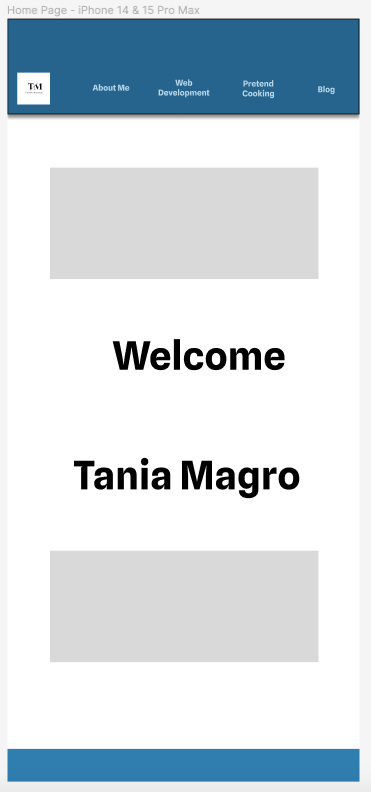 Home Page - iPhone 14 & 15 Pro Max
TM
About Me
Web
Development
Pretend
Cooking
Blog
Welcome
Tania Magro